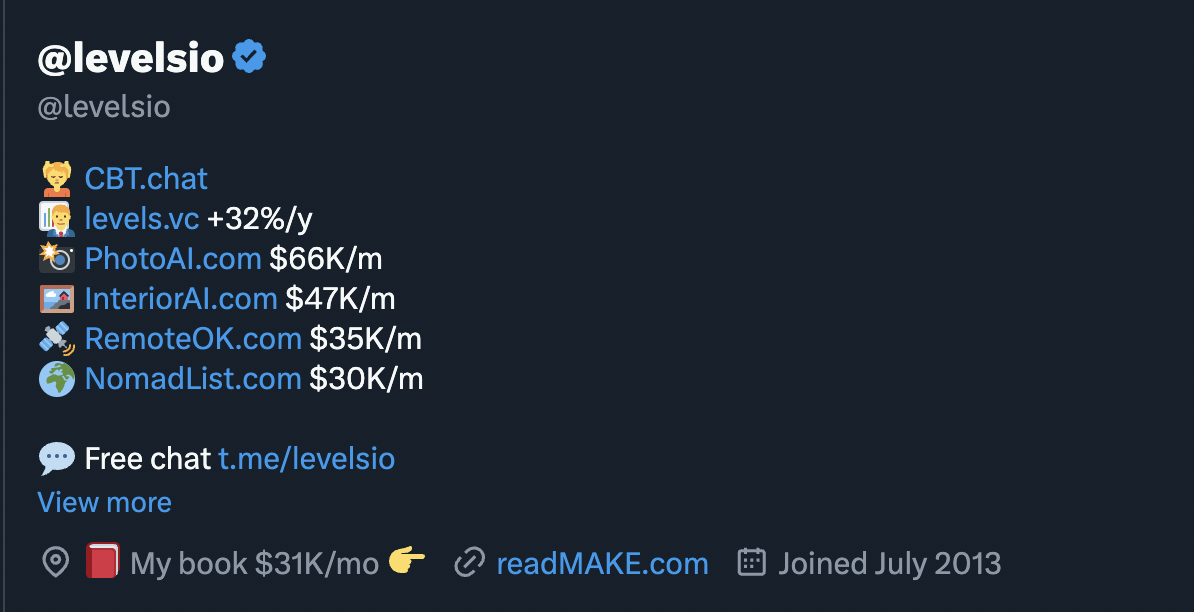 @levelsio
@levelsio
💆 CBT.chat
👨‍💼 levels.vc +32%/y
📸 PhotoAI.com $66K/m
🖼️ InteriorAI.com $47K/m
🛰️ RemoteOK.com $35K/m
🌍 NomadList.com $30K/m
💬 Free chat t.me/levelsio
View more
📕 My book $31K/mo 👉 readMAKE.com Joined July 2013